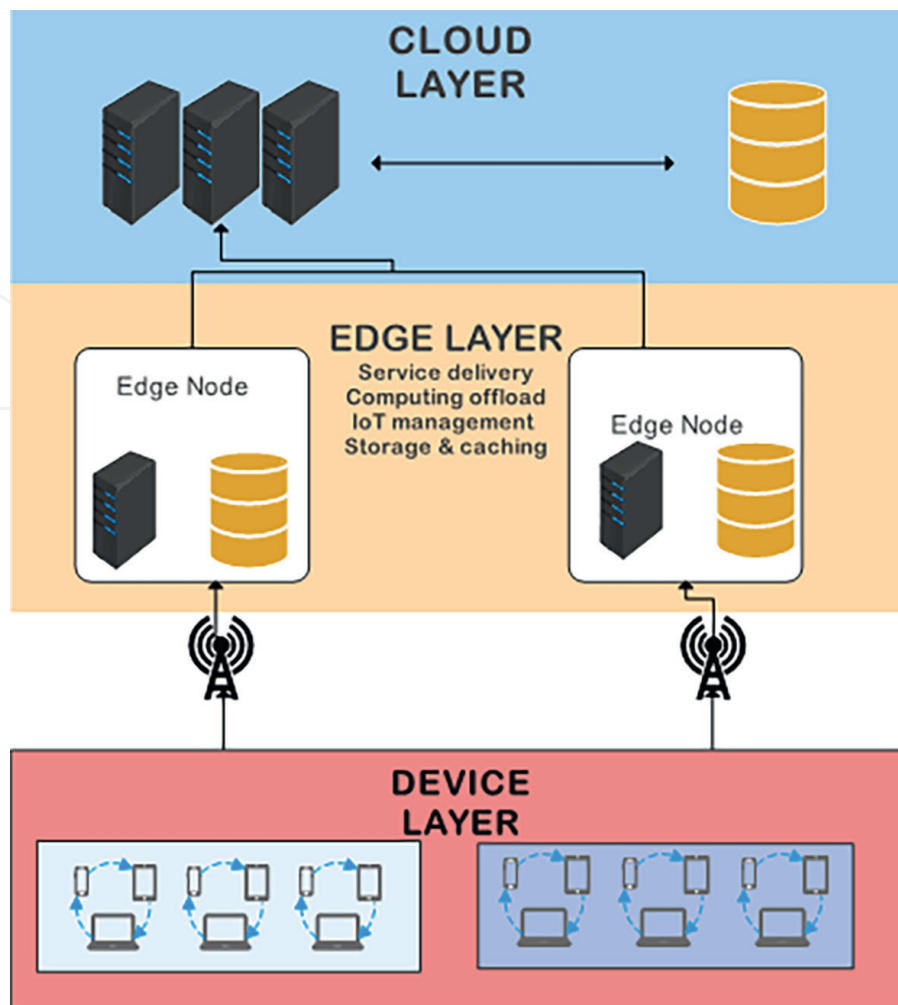 CLOUD
LAYER
EDGE LAYER
Service delivery
Computing offload
IoT management
Storage & caching
Edge Node
Edge Node
DEVICE
LAYER